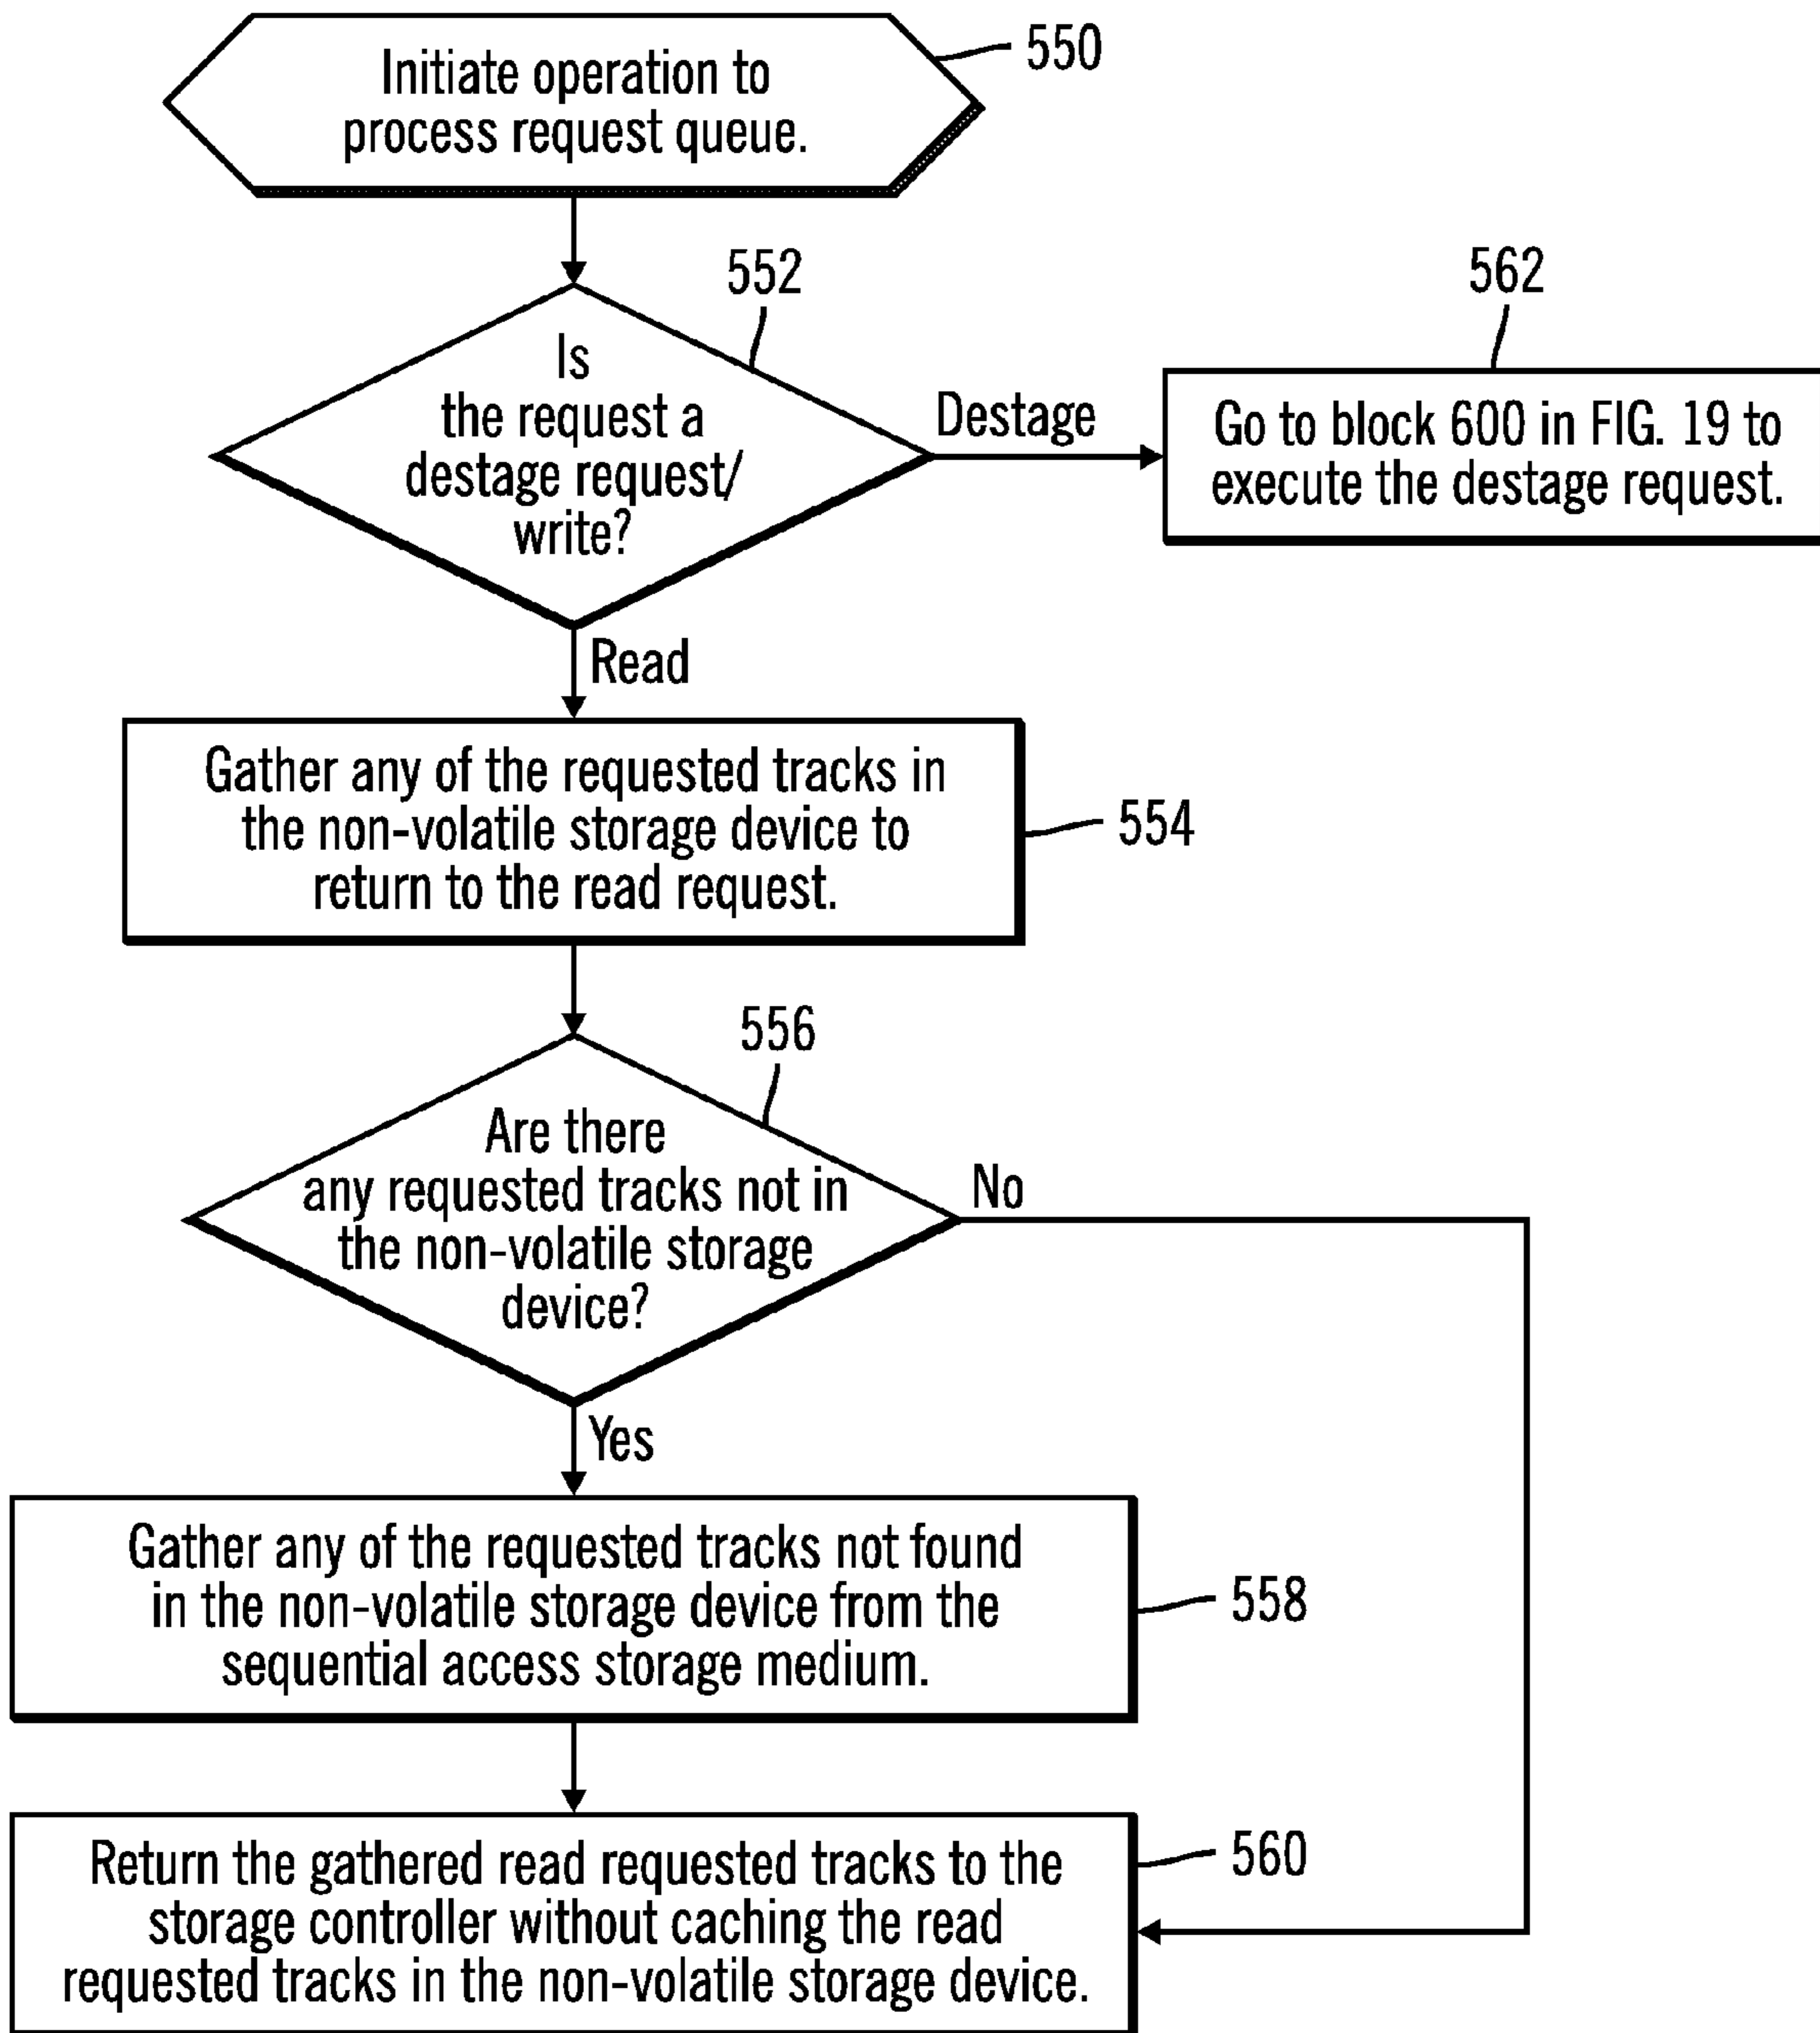 Initiate operation to
process request queue.
550
552
Is
the request a
destage request/
write?
Destage
562
Go to block 600 in FIG. 19 to
execute the destage request.
Read
Gather any of the requested tracks in
the non-volatile storage device to
return to the read request.
554
556
Are there
any requested tracks not in
the non-volatile storage
device?
No
Yes
Gather any of the requested tracks not found
in the non-volatile storage device from the
sequential access storage medium.
558
Return the gathered read requested tracks to the
storage controller without caching the read
requested tracks in the non-volatile storage device.
560